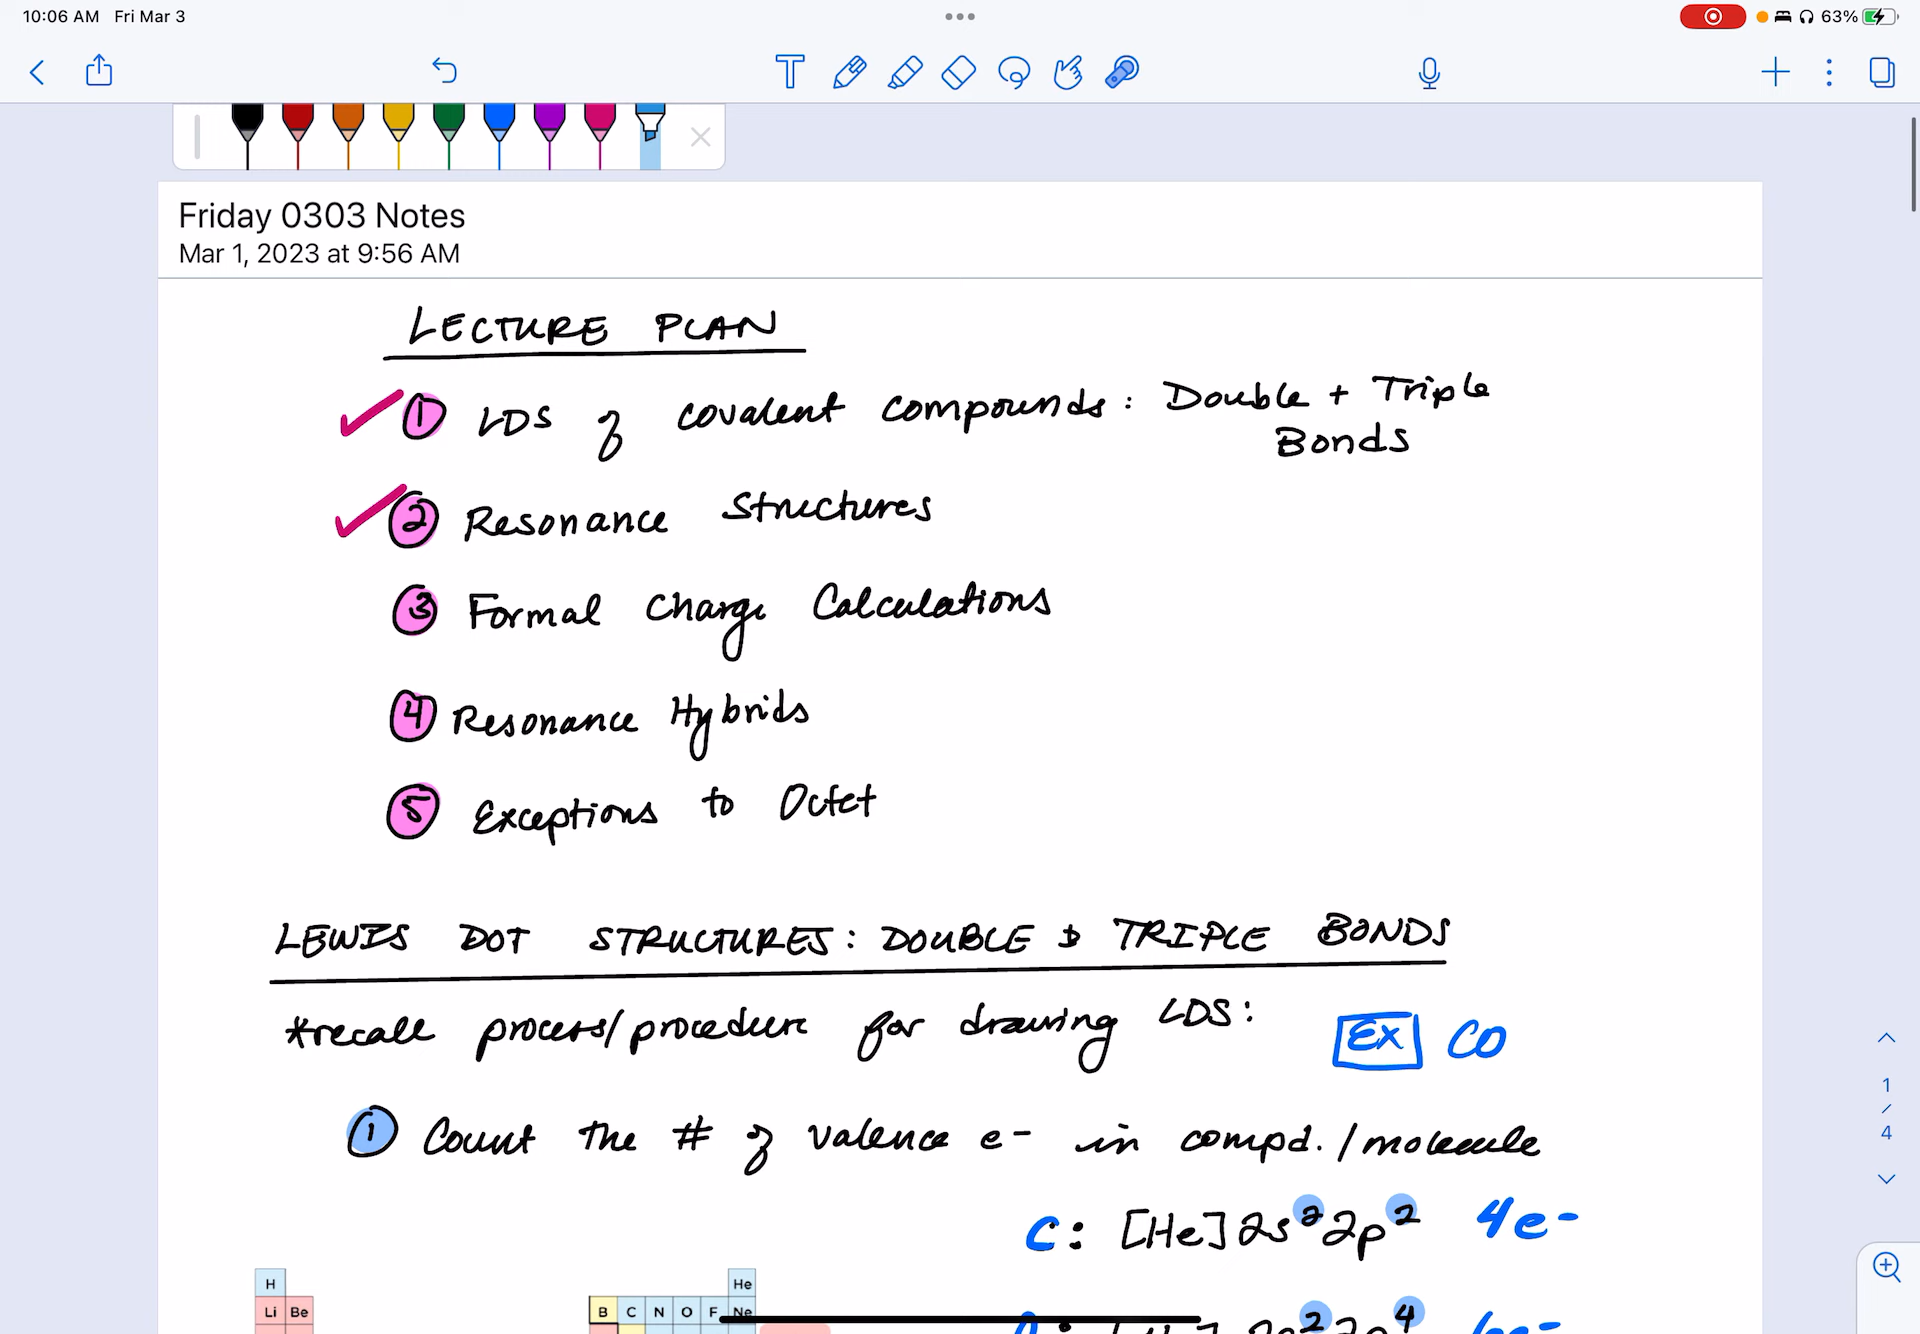 10:06 AM Fri Mar 3
63%
Friday 0303 Notes
Mar 1, 2023 at 9:56 AM
LECTURE PLAN
① LDS of covalent compounds: Double + Triple
Bonds
② Resonance Structures
③ Formal Charge Calculations
④ Resonance Hybrids
⑤ Exceptions to Octet
LEWIS DOT STRUCTURES: DOUBLE & TRIPLE BONDS
*recall process/procedure for drawing LDS: EX CO
① Count the # of valence e- in compd./molecule
C: [He]2s²2p² 4e-
H He
Li Be B C N O F Ne
1
/
4